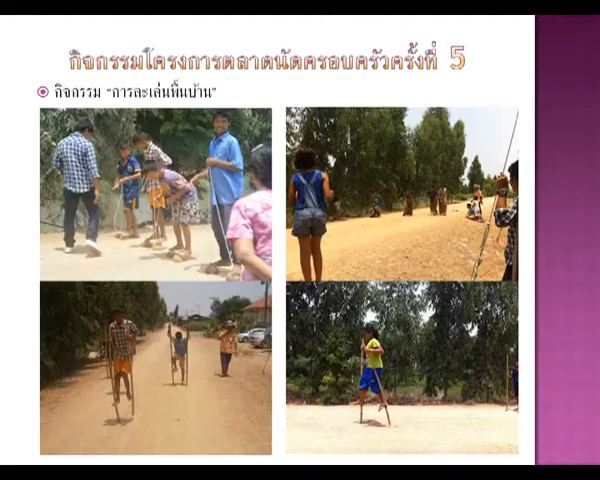 กิจกรรมโครงการตลาดนัดครอบครัวครั้งที่ 5
กิจกรรม “การละเล่นพื้นบ้าน”